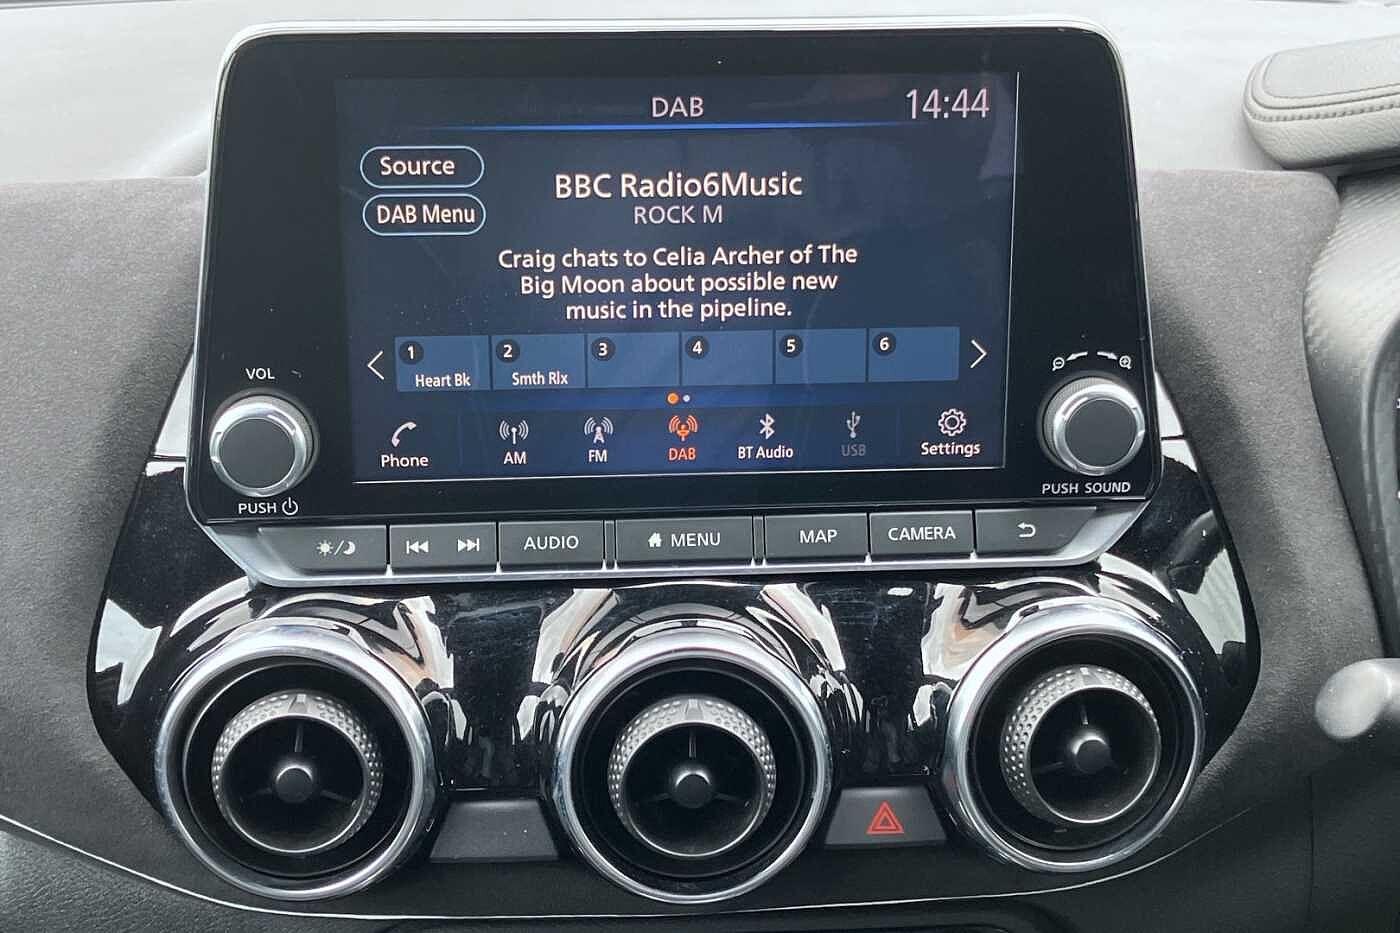 DAB
14:44
Source
DAB Menu
BBC Radio6Music
ROCK M
Craig chats to Celia Archer of The
Big Moon about possible new
music in the pipeline.
1 2 3 4 5 6
Heart Bk Smth Rlx
Phone AM FM DAB BT Audio USB Settings
VOL
PUSH
PUSH SOUND
AUDIO MENU MAP CAMERA